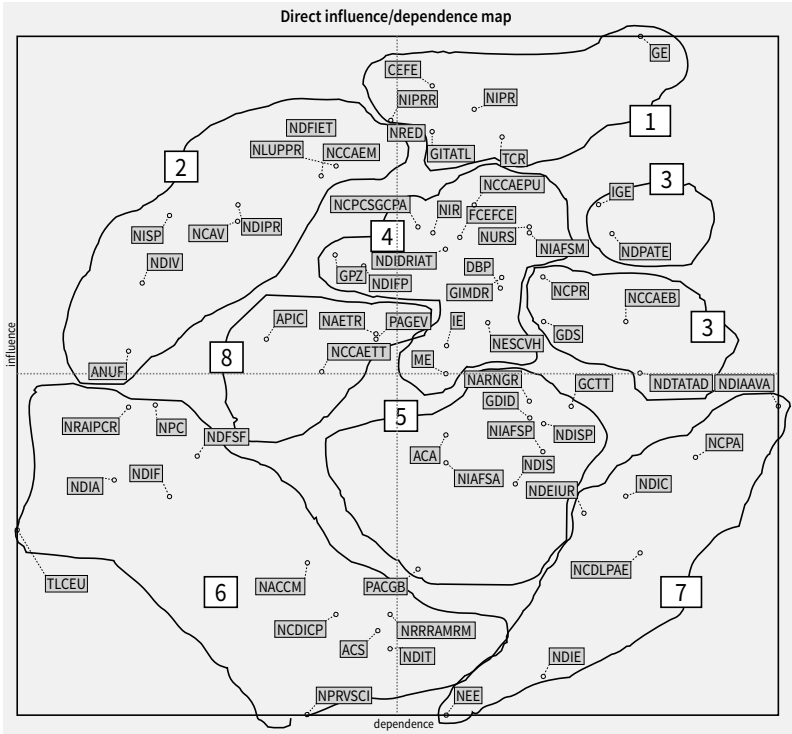 Direct influence/dependence map
GE
CEFE
NIPRR
NIPR
1
NDFIET
NRED
NLUPPR
NCCAEM
GITATL
TCR
2
3
NCCAEPU
IGE
NCPCSGCPA
NIR
FCEFCE
NISP
NCAV
NDIPR
4
NURS
NIAFSM
NDPATE
NDIV
NDIDRIAT
DBP
GPZ
NDIFP
GIMDR
NCPR
NCCAEB
APIC
NAETR
PAGEV
IE
3
8
GDS
NCCAETT
NESCVH
influence
ANUF
ME
NARNGR
GCTT
NDTATAD
NDIAAVA
GDID
5
NRAIPCR
NPC
NDFSF
NIAFSP
NDISP
NCPA
ACA
NDIS
NDIA
NDIF
NIAFSA
NDEIUR
NDIC
TLCEU
NACCM
PACGB
NCDLPAE
6
7
NCDICP
NRRRAMRM
ACS
NDIT
NDIE
NPRVSCI
NEE
dependence